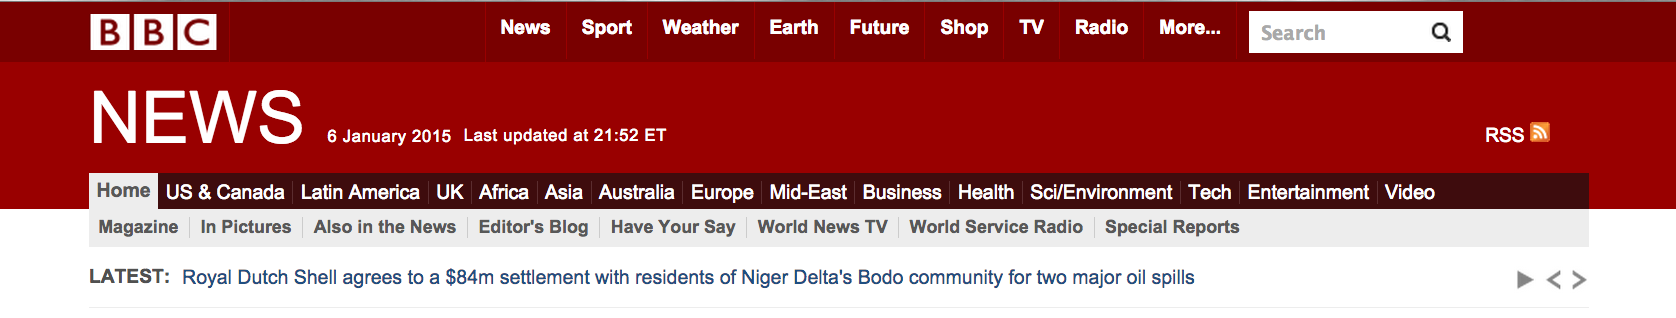 BBC News Sport Weather Earth Future Shop TV Radio More... Search
NEWS 6 January 2015 Last updated at 21:52 ET RSS
Home US & Canada Latin America UK Africa Asia Australia Europe Mid-East Business Health Sci/Environment Tech Entertainment Video
Magazine In Pictures Also in the News Editor's Blog Have Your Say World News TV World Service Radio Special Reports
LATEST: Royal Dutch Shell agrees to a $84m settlement with residents of Niger Delta's Bodo community for two major oil spills